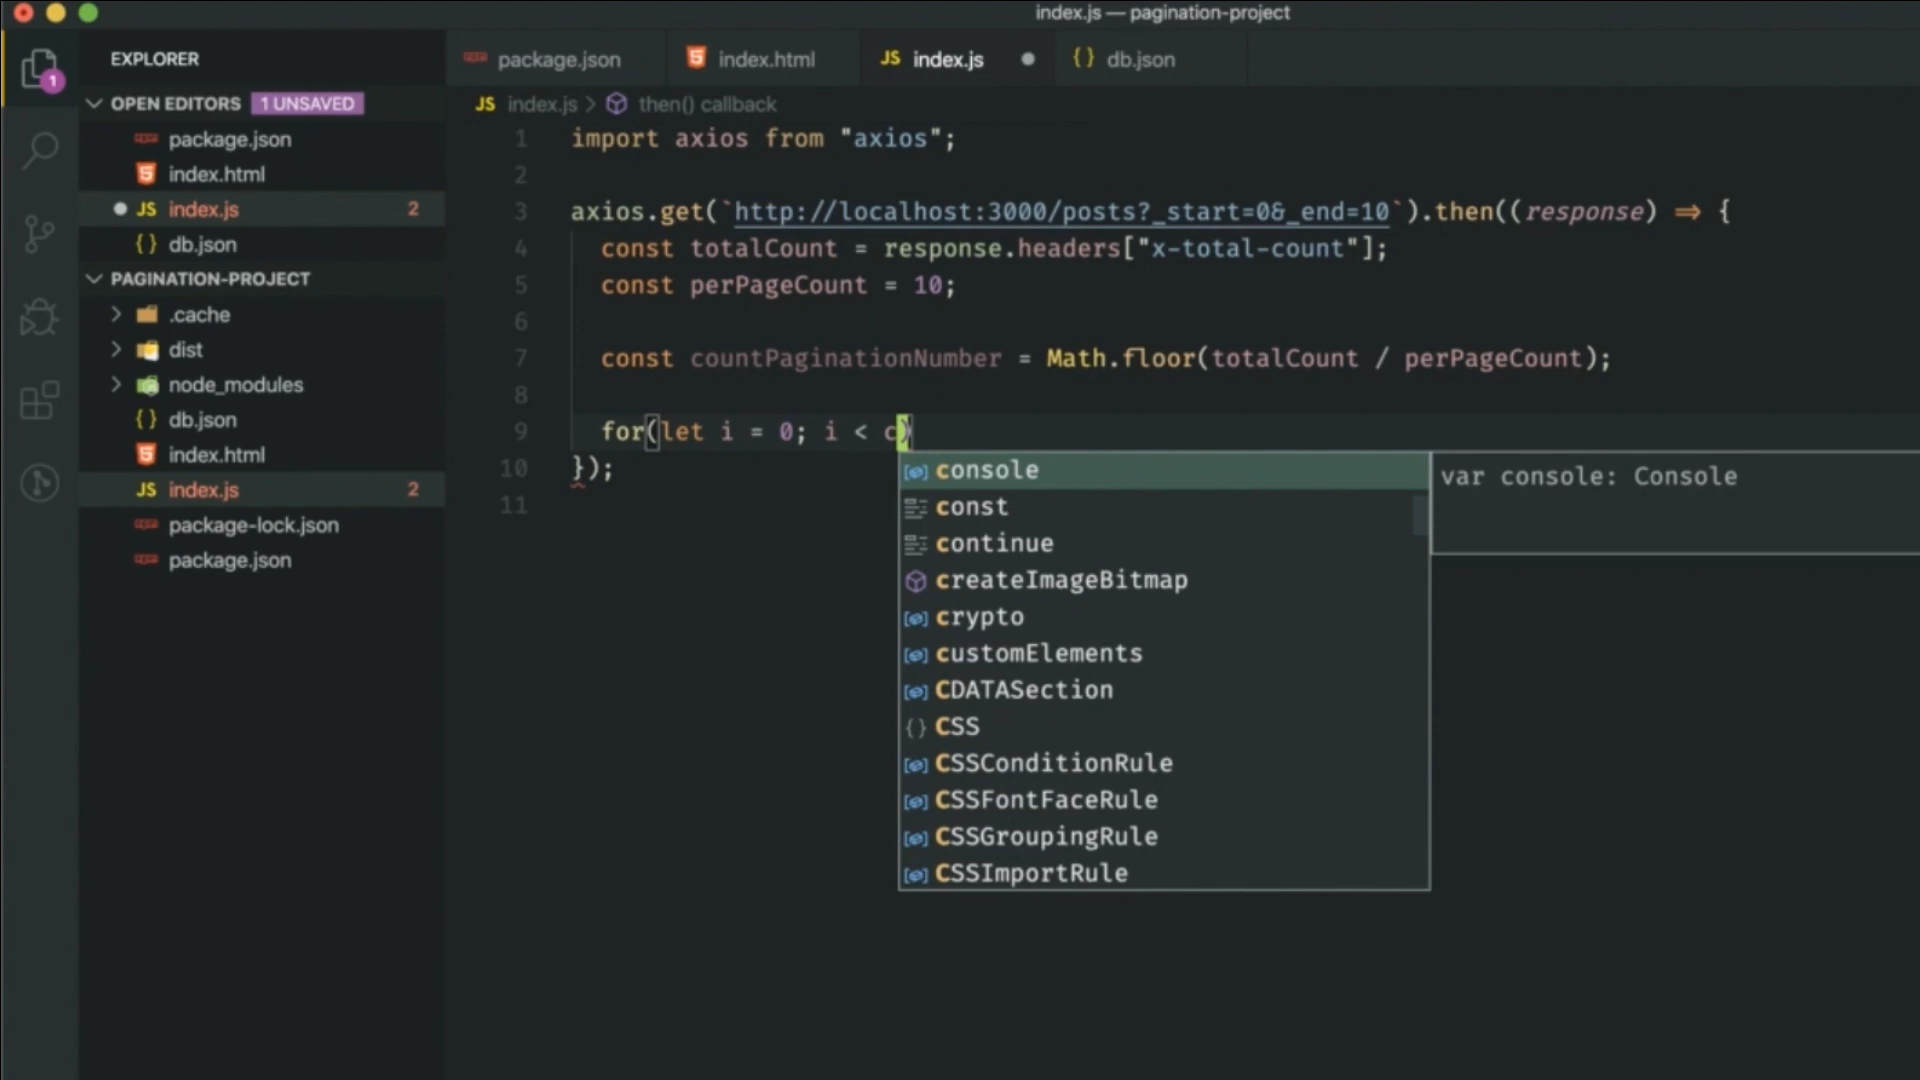 index.js — pagination-project
EXPLORER
package.json
index.html
JS index.js
{} db.json
OPEN EDITORS 1 UNSAVED
package.json
index.html
JS index.js 2
{} db.json
PAGINATION-PROJECT
.cache
dist
node_modules
{} db.json
index.html
JS index.js 2
package-lock.json
package.json
1
JS index.js > then() callback
1 import axios from "axios";
2
3 axios.get(`http://localhost:3000/posts?_start=0&_end=10`).then((response) ⇒ {
4 const totalCount = response.headers["x-total-count"];
5 const perPageCount = 10;
6
7 const countPaginationNumber = Math.floor(totalCount / perPageCount);
8
9 for(let i = 0; i < c)
10 });
11
console
const
continue
createImageBitmap
crypto
customElements
CDATASection
{} CSS
CSSConditionRule
CSSFontFaceRule
CSSGroupingRule
CSSImportRule
var console: Console